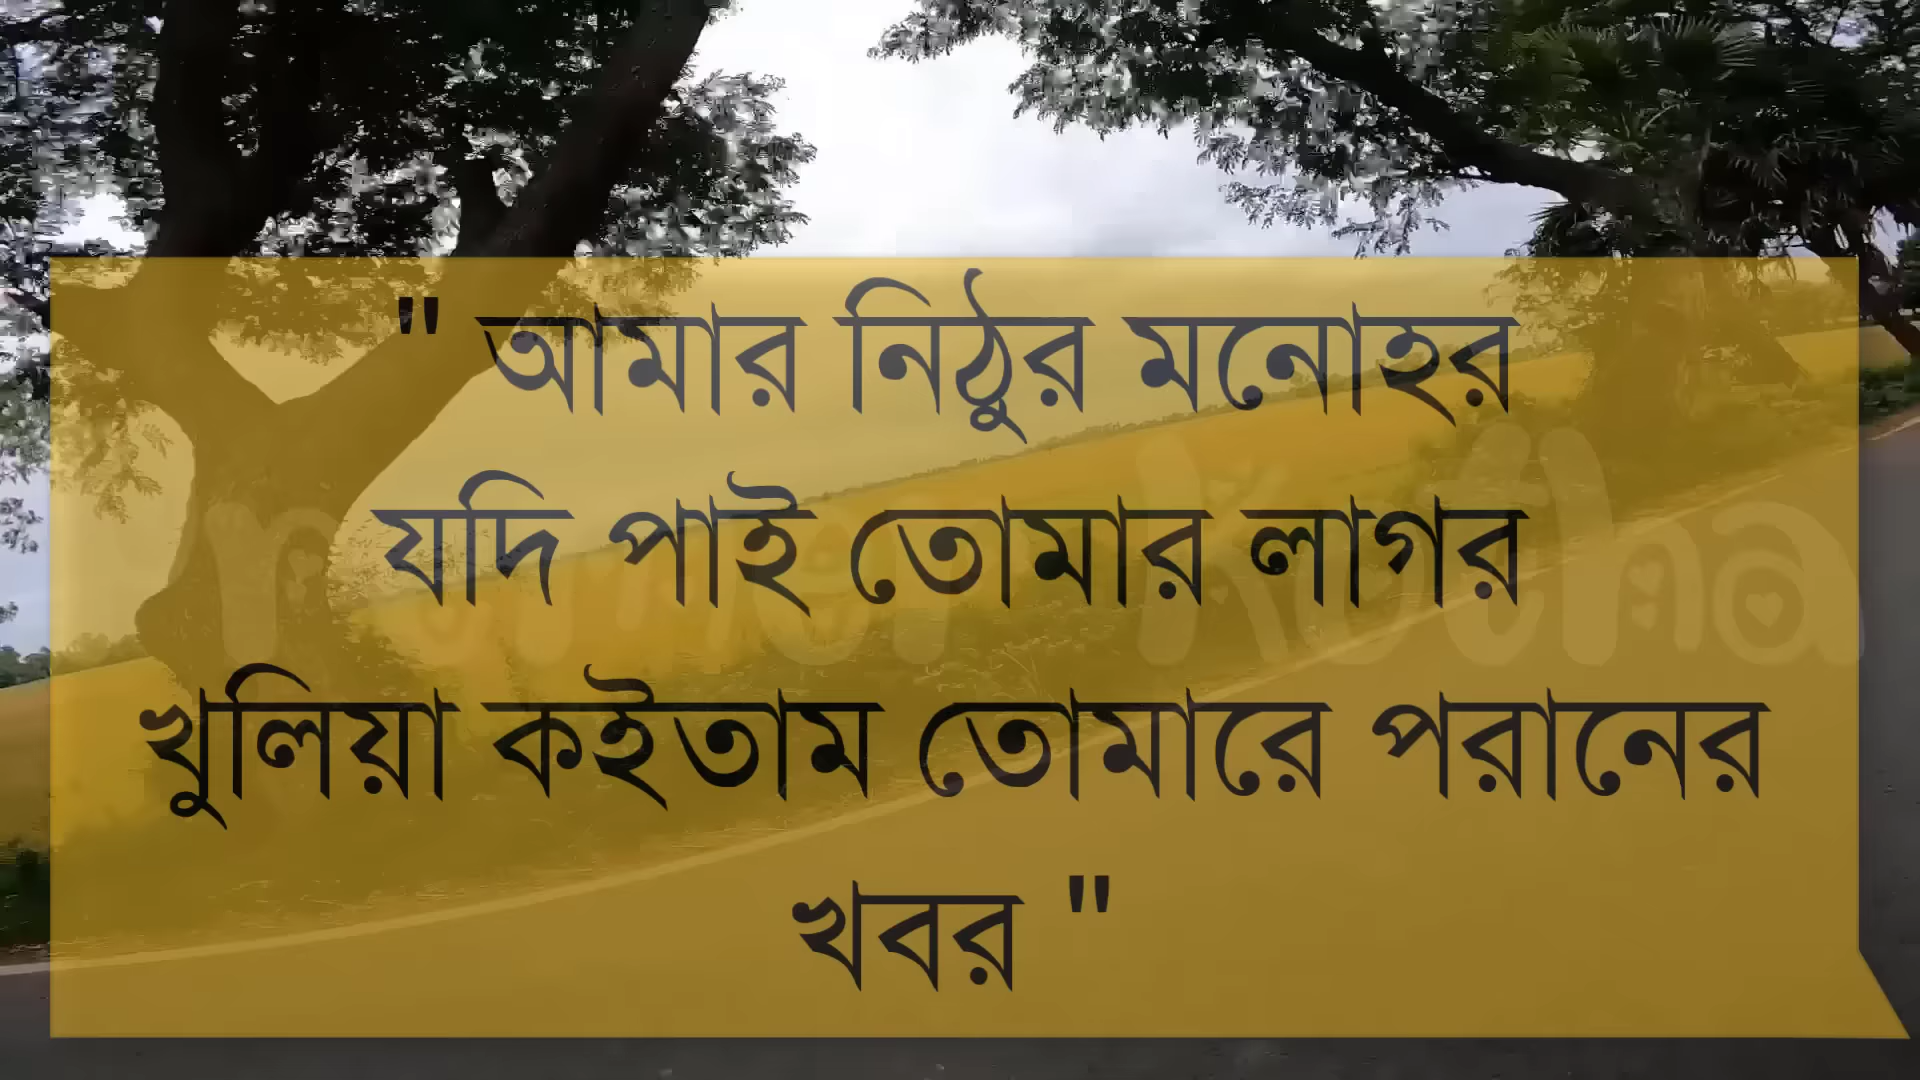 " আমার নিঠুর মনোহর
যদি পাই তোমার লাগর
খুলিয়া কইতাম তোমারে পরানের
খবর "